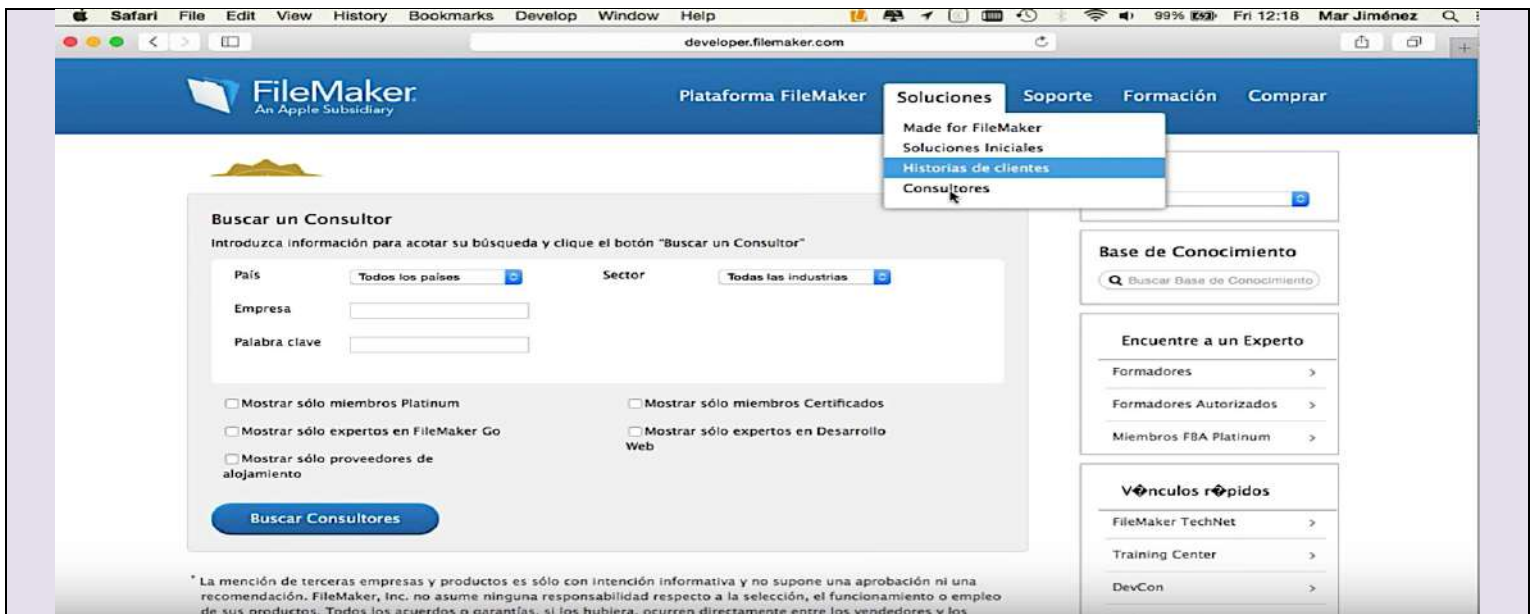 Safari File Edit View History Bookmarks Develop Window Help 99% Fri 12:18 Mar Jiménez
developer.filemaker.com
FileMaker
An Apple Subsidiary
Plataforma FileMaker Soluciones Soporte Formación Comprar
Made for FileMaker
Soluciones Iniciales
Historias de clientes
Consultores
Buscar un Consultor
Introduzca información para acotar su búsqueda y clique el botón "Buscar un Consultor"
País Todos los países Sector Todas las industrias
Empresa
Palabra clave
Mostrar sólo miembros Platinum
Mostrar sólo miembros Certificados
Mostrar sólo expertos en FileMaker Go
Mostrar sólo expertos en Desarrollo
Web
Mostrar sólo proveedores de
alojamiento
Buscar Consultores
* La mención de terceras empresas y productos es sólo con intención informativa y no supone una aprobación ni una
recomendación. FileMaker, Inc. no asume ninguna responsabilidad respecto a la selección, el funcionamiento o empleo
de sus productos. Todos los acuerdos o garantías, si los hubiera, ocurren directamente entre los vendedores y los
Base de Conocimiento
Buscar Base de Conocimiento
Encuentre a un Experto
Formadores
Formadores Autorizados
Miembros FBA Platinum
V�nculos r�pidos
FileMaker TechNet
Training Center
DevCon